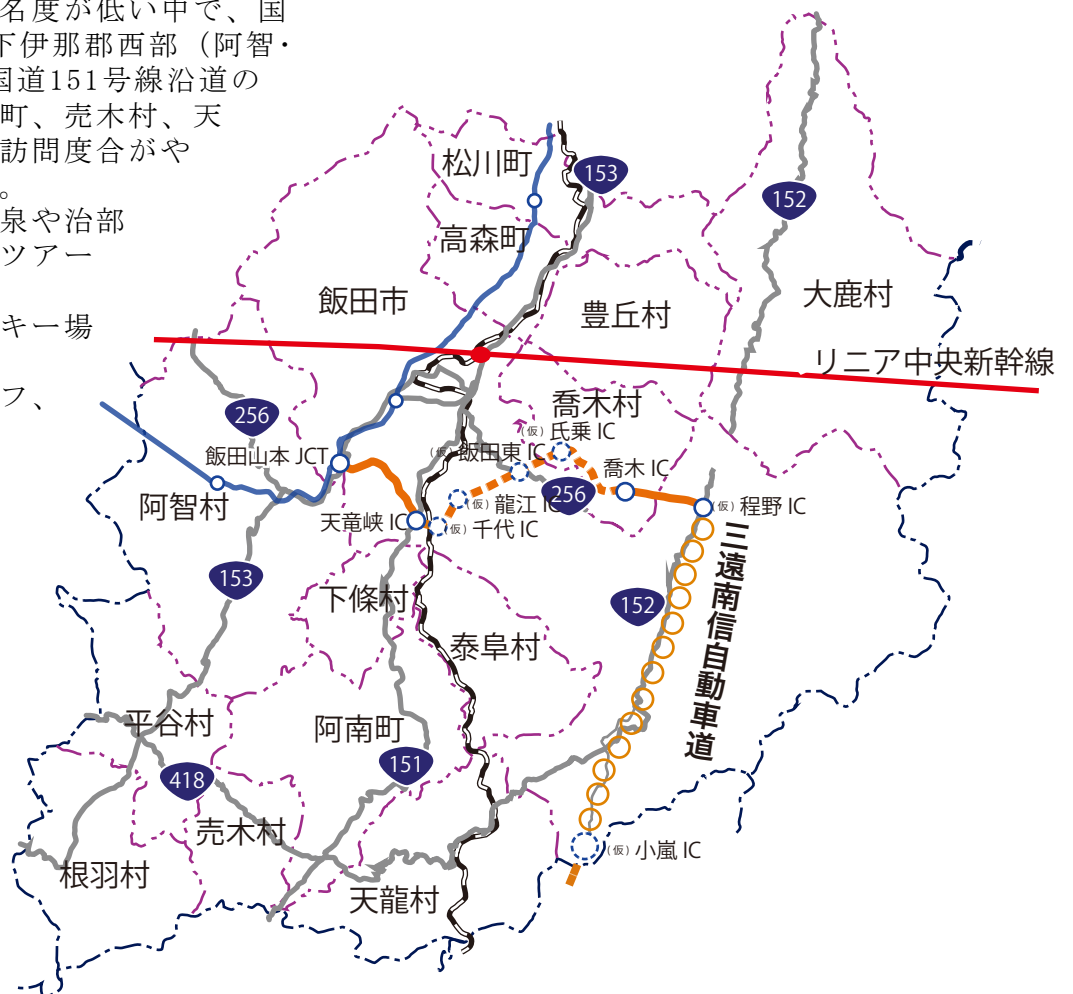 名度が低い中で、国
下伊那郡西部（阿智・
国道151号線沿道の
町、売木村、天
訪問度合がや
。
泉や治部
ツアー
キー場
フ、
松川町
153
152
高森町
大鹿村
飯田市
豊丘村
リニア中央新幹線
256
喬木村
(仮) 氏乗 IC
飯田山本 JCT
(仮) 飯田東 IC
喬木 IC
256
阿智村
(仮) 龍江 IC
(仮) 程野 IC
天竜峡 IC
(仮) 千代 IC
三遠南信自動車道
153
下條村
152
泰阜村
平谷村
阿南町
151
418
売木村
(仮) 小嵐 IC
根羽村
天龍村